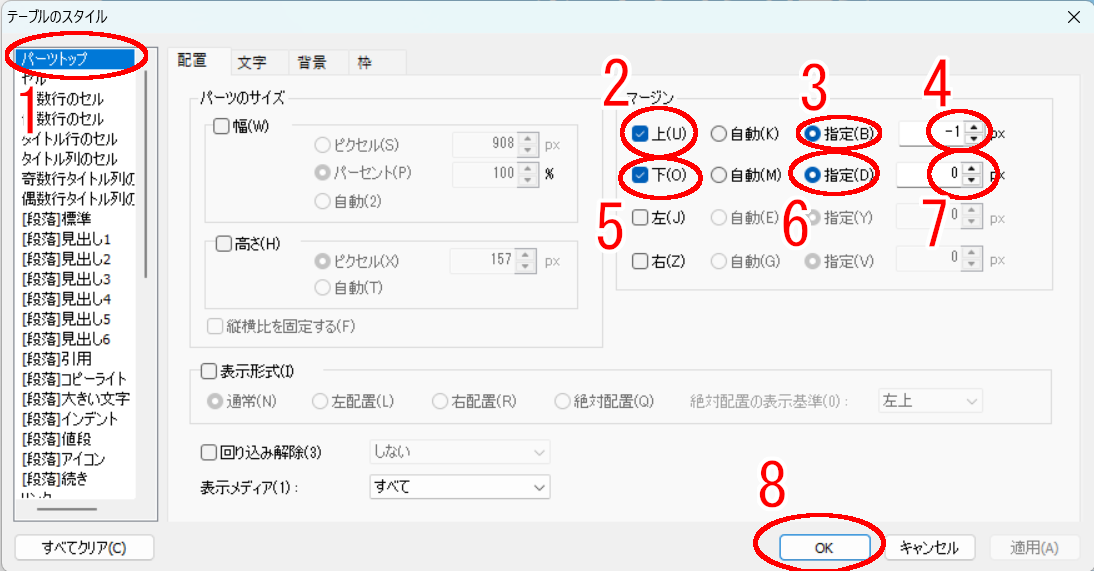 テーブルのスタイル
パーツトップ
セル
1
数行のセル
数行のセル
タイトル行のセル
タイトル列のセル
奇数行タイトル列の
偶数行タイトル列の
[段落]標準
[段落]見出し1
[段落]見出し2
[段落]見出し3
[段落]見出し4
[段落]見出し5
[段落]見出し6
[段落]引用
[段落]コピーライト
[段落]大きい文字
[段落]インデント
[段落]値段
[段落]アイコン
[段落]続き
リンク
すべてクリア(C)
配置 文字 背景 枠
パーツのサイズ
幅(W)
ピクセル(S) 908 px
パーセント(P) 100 %
自動(2)
高さ(H)
ピクセル(X) 157 px
自動(T)
縦横比を固定する(F)
2 3 4
マージン
上(U) 自動(K) 指定(B) -1 px
下(O) 自動(M) 指定(D) 0 px
5 6 7
左(J) 自動(E) 指定(Y) 0 px
右(Z) 自動(G) 指定(V) 0 px
表示形式(I)
通常(N) 左配置(L) 右配置(R) 絶対配置(Q) 絶対配置の表示基準(0): 左上
回り込み解除(3) しない
表示メディア(1): すべて
8
OK キャンセル 適用(A)